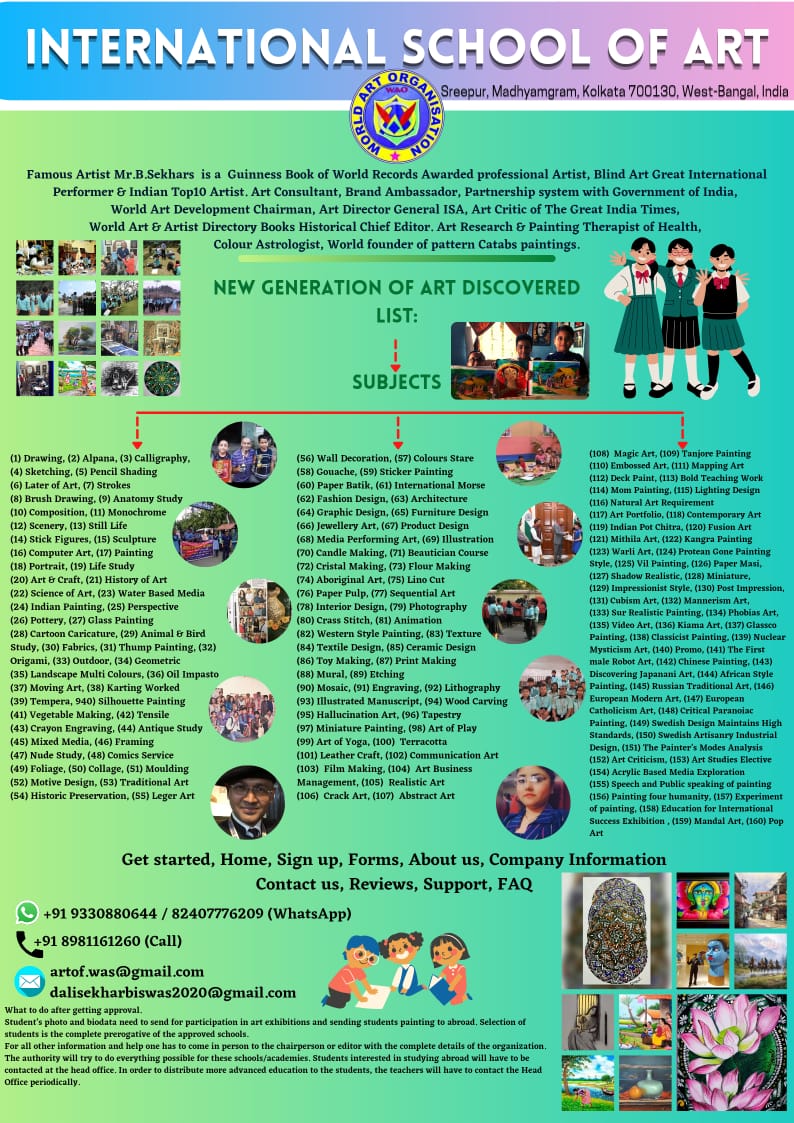 INTERNATIONAL SCHOOL OF ART
Sreepur, Madhyamgram, Kolkata 700130, West-Bangal, India
WORLD ART ORGANISATION
WAO
Famous Artist Mr.B.Sekhars is a Guinness Book of World Records Awarded professional Artist, Blind Art Great International
Performer & Indian Top10 Artist. Art Consultant, Brand Ambassador, Partnership system with Government of India,
World Art Development Chairman, Art Director General ISA, Art Critic of The Great India Times,
World Art & Artist Directory Books Historical Chief Editor. Art Research & Painting Therapist of Health,
Colour Astrologist, World founder of pattern Catabs paintings.
NEW GENERATION OF ART DISCOVERED
LIST:
SUBJECTS
(1) Drawing, (2) Alpana, (3) Calligraphy,
(4) Sketching, (5) Pencil Shading
(6) Later of Art, (7) Strokes
(8) Brush Drawing, (9) Anatomy Study
(10) Composition, (11) Monochrome
(12) Scenery, (13) Still Life
(14) Stick Figures, (15) Sculpture
(16) Computer Art, (17) Painting
(18) Portrait, (19) Life Study
(20) Art & Craft, (21) History of Art
(22) Science of Art, (23) Water Based Media
(24) Indian Painting, (25) Perspective
(26) Pottery, (27) Glass Painting
(28) Cartoon Caricature, (29) Animal & Bird
Study, (30) Fabrics, (31) Thump Painting, (32)
Origami, (33) Outdoor, (34) Geometric
(35) Landscape Multi Colours, (36) Oil Impasto
(37) Moving Art, (38) Karting Worked
(39) Tempera, 940) Silhouette Painting
(41) Vegetable Making, (42) Tensile
(43) Crayon Engraving, (44) Antique Study
(45) Mixed Media, (46) Framing
(47) Nude Study, (48) Comics Service
(49) Foliage, (50) Collage, (51) Moulding
(52) Motive Design, (53) Traditional Art
(54) Historic Preservation, (55) Leger Art
(56) Wall Decoration, (57) Colours Stare
(58) Gouache, (59) Sticker Painting
(60) Paper Batik, (61) International Morse
(62) Fashion Design, (63) Architecture
(64) Graphic Design, (65) Furniture Design
(66) Jewellery Art, (67) Product Design
(68) Media Performing Art, (69) Illustration
(70) Candle Making, (71) Beautician Course
(72) Cristal Making, (73) Flour Making
(74) Aboriginal Art, (75) Lino Cut
(76) Paper Pulp, (77) Sequential Art
(78) Interior Design, (79) Photography
(80) Crass Stitch, (81) Animation
(82) Western Style Painting, (83) Texture
(84) Textile Design, (85) Ceramic Design
(86) Toy Making, (87) Print Making
(88) Mural, (89) Etching
(90) Mosaic, (91) Engraving, (92) Lithography
(93) Illustrated Manuscript, (94) Wood Carving
(95) Hallucination Art, (96) Tapestry
(97) Miniature Painting, (98) Art of Play
(99) Art of Yoga, (100) Terracotta
(101) Leather Craft, (102) Communication Art
(103) Film Making, (104) Art Business
Management, (105) Realistic Art
(106) Crack Art, (107) Abstract Art
(108) Magic Art, (109) Tanjore Painting
(110) Embossed Art, (111) Mapping Art
(112) Deck Paint, (113) Bold Teaching Work
(114) Mom Painting, (115) Lighting Design
(116) Natural Art Requirement
(117) Art Portfolio, (118) Contemporary Art
(119) Indian Pot Chitra, (120) Fusion Art
(121) Mithila Art, (122) Kangra Painting
(123) Warli Art, (124) Protean Gone Painting
Style, (125) Vil Painting, (126) Paper Masi,
(127) Shadow Realistic, (128) Miniature,
(129) Impressionist Style, (130) Post Impression,
(131) Cubism Art, (132) Mannerism Art,
(133) Sur Realistic Painting, (134) Phobias Art,
(135) Video Art, (136) Kiama Art, (137) Glassco
Painting, (138) Classicist Painting, (139) Nuclear
Mysticism Art, (140) Promo, (141) The First
male Robot Art, (142) Chinese Painting, (143)
Discovering Japanani Art, (144) African Style
Painting, (145) Russian Traditional Art, (146)
European Modern Art, (147) European
Catholicism Art, (148) Critical Paranoiac
Painting, (149) Swedish Design Maintains High
Standards, (150) Swedish Artisanry Industrial
Design, (151) The Painter's Modes Analysis
(152) Art Criticism, (153) Art Studies Elective
(154) Acrylic Based Media Exploration
(155) Speech and Public speaking of painting
(156) Painting four humanity, (157) Experiment
of painting, (158) Education for International
Success Exhibition , (159) Mandal Art, (160) Pop
Art
Get started, Home, Sign up, Forms, About us, Company Information
Contact us, Reviews, Support, FAQ
+91 9330880644 / 82407776209 (WhatsApp)
+91 8981161260 (Call)
artof.was@gmail.com
dalisekharbiswas2020@gmail.com
What to do after getting approval.
Student's photo and biodata need to send for participation in art exhibitions and sending students painting to abroad. Selection of
students is the complete prerogative of the approved schools.
For all other information and help one has to come in person to the chairperson or editor with the complete details of the organization.
The authority will try to do everything possible for these schools/academies. Students interested in studying abroad will have to be
contacted at the head office. In order to distribute more advanced education to the students, the teachers will have to contact the Head
Office periodically.